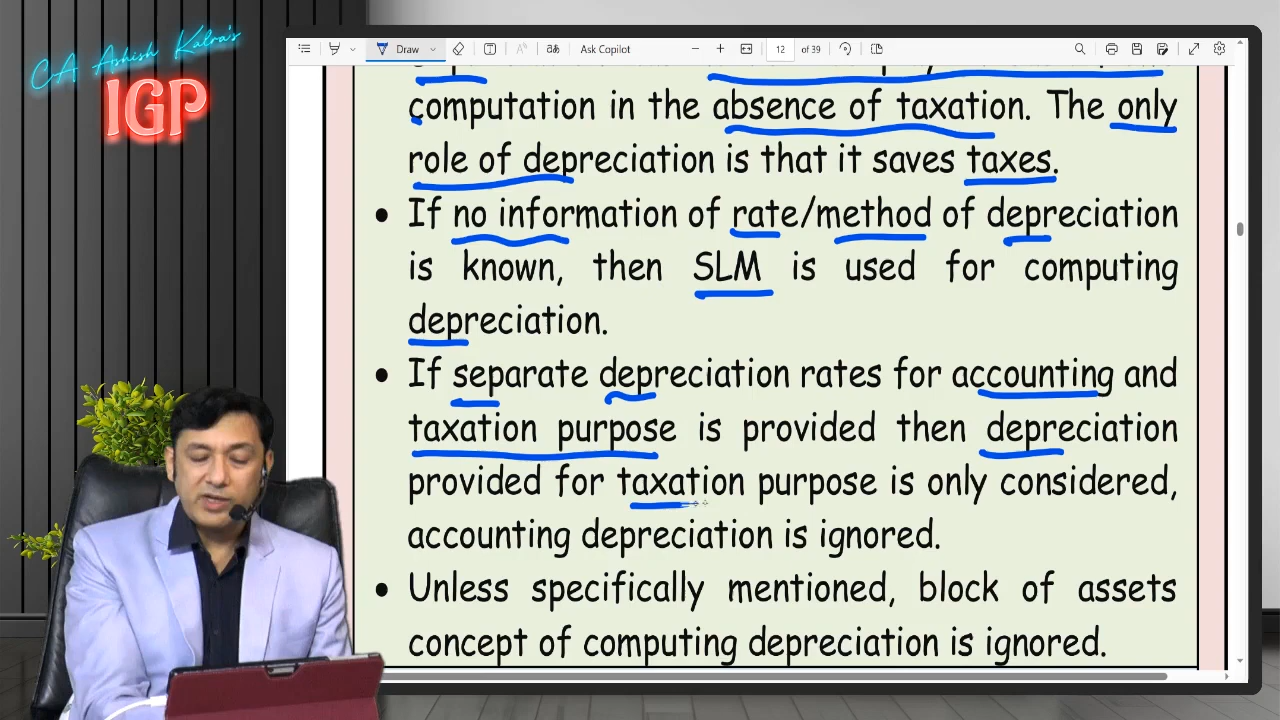 CA Ashish Kalra's
IGP
Draw
Ask Copilot
12 of 39
computation in the absence of taxation. The only
role of depreciation is that it saves taxes.
• If no information of rate/method of depreciation
is known, then SLM is used for computing
depreciation.
• If separate depreciation rates for accounting and
taxation purpose is provided then depreciation
provided for taxation purpose is only considered,
accounting depreciation is ignored.
• Unless specifically mentioned, block of assets
concept of computing depreciation is ignored.